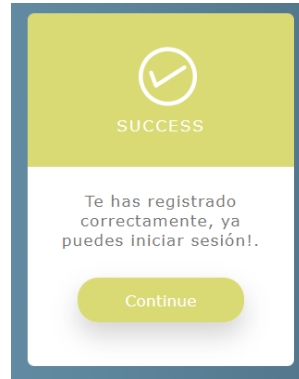 SUCCESS
Te has registrado
correctamente, ya
puedes iniciar sesión!.
Continue